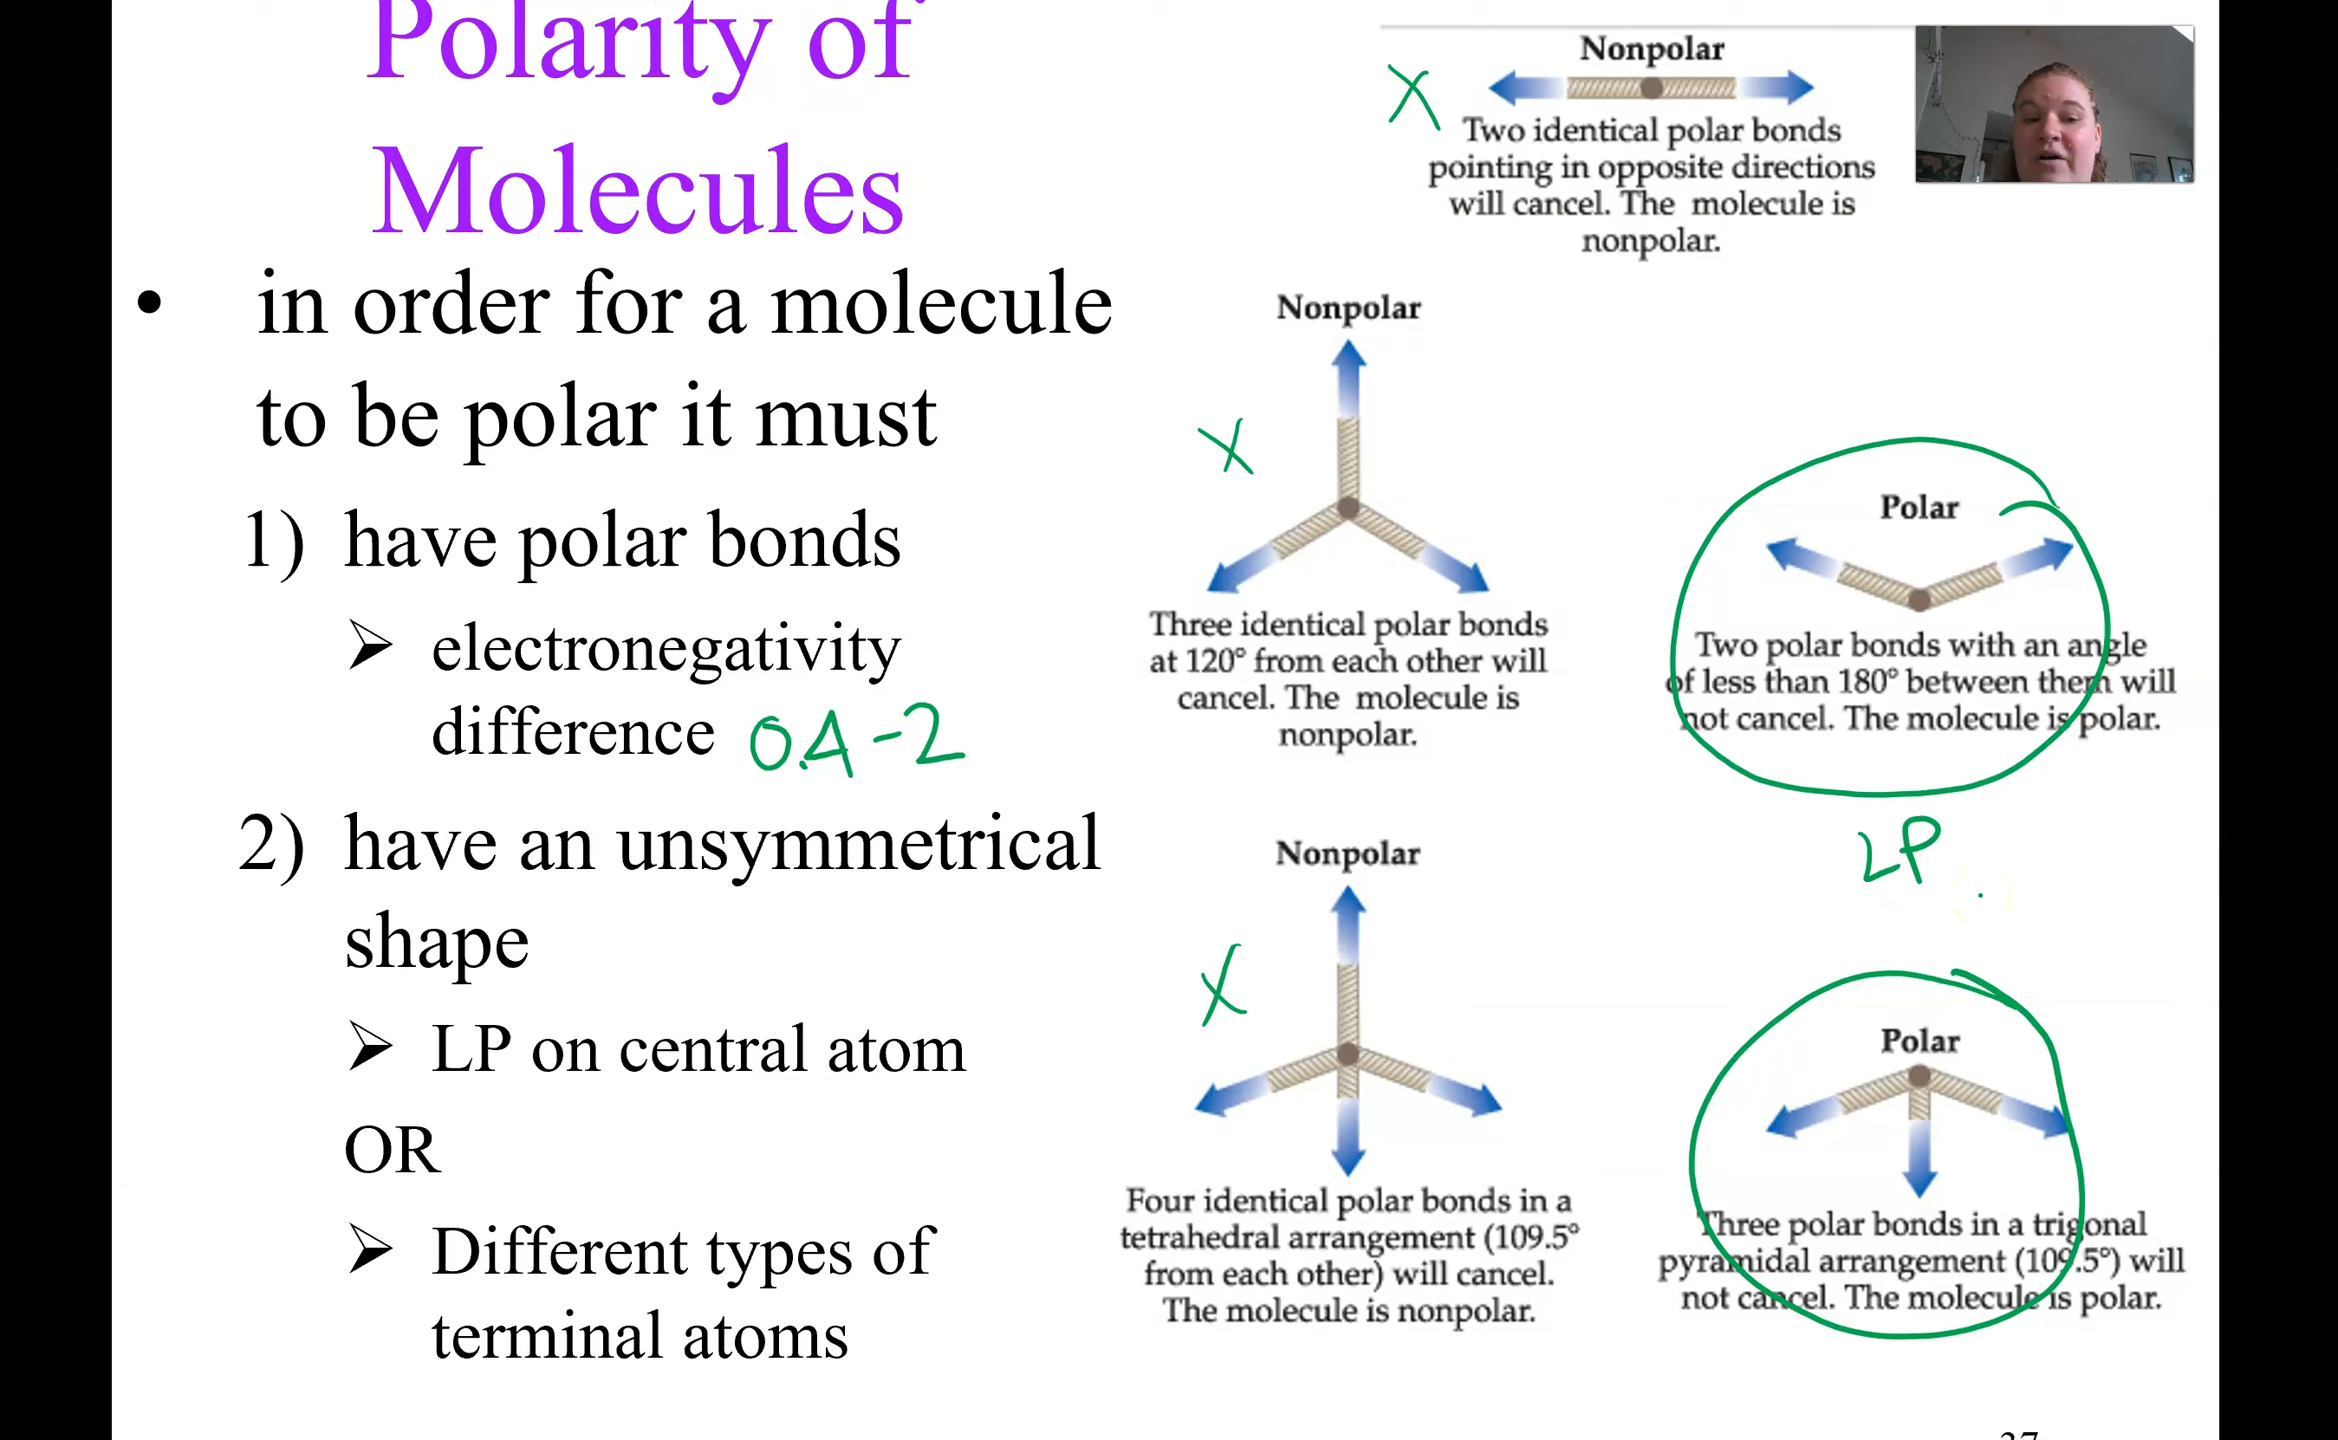 Polarity of
Molecules
• in order for a molecule
to be polar it must
1) have polar bonds
➢ electronegativity
difference 0.4-2
2) have an unsymmetrical
shape
➢ LP on central atom
OR
➢ Different types of
terminal atoms
X
Nonpolar
Two identical polar bonds
pointing in opposite directions
will cancel. The molecule is
nonpolar.
Nonpolar
X
Three identical polar bonds
at 120° from each other will
cancel. The molecule is
nonpolar.
Polar
Two polar bonds with an angle
of less than 180° between them will
not cancel. The molecule is polar.
LP
Nonpolar
X
Four identical polar bonds in a
tetrahedral arrangement (109.5°
from each other) will cancel.
The molecule is nonpolar.
Polar
Three polar bonds in a trigonal
pyramidal arrangement (109.5°) will
not cancel. The molecule is polar.